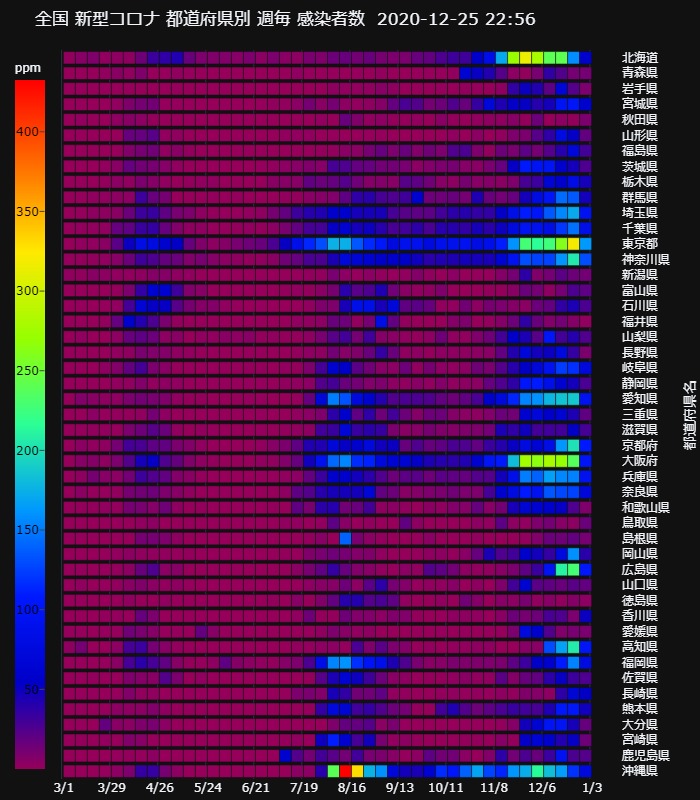 全国 新型コロナ 都道府県別 週毎 感染者数 2020-12-25 22:56
ppm
400
350
300
250
200
150
100
50
北海道
青森県
岩手県
宮城県
秋田県
山形県
福島県
茨城県
栃木県
群馬県
埼玉県
千葉県
東京都
神奈川県
新潟県
富山県
石川県
福井県
山梨県
長野県
岐阜県
静岡県
愛知県
三重県
滋賀県
京都府
大阪府
兵庫県
奈良県
和歌山県
鳥取県
島根県
岡山県
広島県
山口県
徳島県
香川県
愛媛県
高知県
福岡県
佐賀県
長崎県
熊本県
大分県
宮崎県
鹿児島県
沖縄県
都道府県名
3/1 3/29 4/26 5/24 6/21 7/19 8/16 9/13 10/11 11/8 12/6 1/3